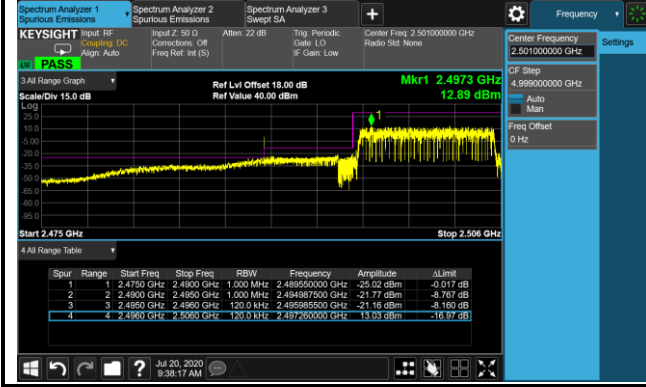 Spectrum Analyzer 1
Spurious Emissions
Spectrum Analyzer 2
Spurious Emissions
Spectrum Analyzer 3
Swept SA
+
Frequency
KEYSIGHT
Input: RF
Coupling: DC
Align: Auto
Input Z: 50 Ω
Corrections: Off
Freq Ref: Int (S)
Atten: 22 dB
Trig: Periodic
Gate: LO
IF Gain: Low
Center Freq: 2.501000000 GHz
Radio Std: None
PASS
3 All Range Graph
Scale/Div 15.0 dB
Ref Lvl Offset 18.00 dB
Ref Value 40.00 dBm
Mkr1 2.4973 GHz
12.89 dBm
Log
25.0
10.0
-5.00
-20.0
-35.0
-50.0
-65.0
-80.0
-95.0
1
Start 2.475 GHz
Stop 2.506 GHz
4 All Range Table
Spur Range Start Freq Stop Freq RBW Frequency Amplitude ΔLimit
1 1 2.4750 GHz 2.4900 GHz 1.000 MHz 2.489550000 GHz -25.02 dBm -0.017 dB
2 2 2.4900 GHz 2.4950 GHz 1.000 MHz 2.494987500 GHz -21.77 dBm -8.767 dB
3 3 2.4950 GHz 2.4960 GHz 120.0 kHz 2.495985500 GHz -21.16 dBm -8.160 dB
4 4 2.4960 GHz 2.5060 GHz 120.0 kHz 2.497260000 GHz 13.03 dBm -16.97 dB
Center Frequency
2.501000000 GHz
Settings
CF Step
4.999000000 GHz
Auto
Man
Freq Offset
0 Hz
?
Jul 20, 2020
9:38:17 AM